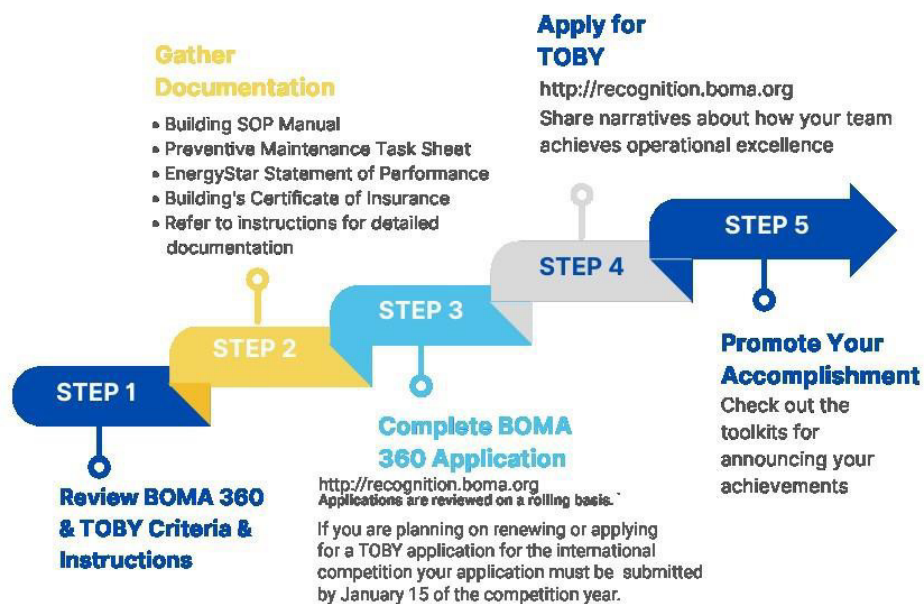 STEP 1
Review BOMA 360
& TOBY Criteria &
Instructions
STEP 2
Gather
Documentation
• Building SOP Manual
• Preventive Maintenance Task Sheet
• EnergyStar Statement of Performance
• Building's Certificate of Insurance
• Refer to instructions for detailed
documentation
STEP 3
Complete BOMA
360 Application
http://recognition.boma.org
Applications are reviewed on a rolling basis.
If you are planning on renewing or applying
for a TOBY application for the international
competition your application must be submitted
by January 15 of the competition year.
STEP 4
Apply for
TOBY
http://recognition.boma.org
Share narratives about how your team
achieves operational excellence
STEP 5
Promote Your
Accomplishment
Check out the
toolkits for
announcing your
achievements